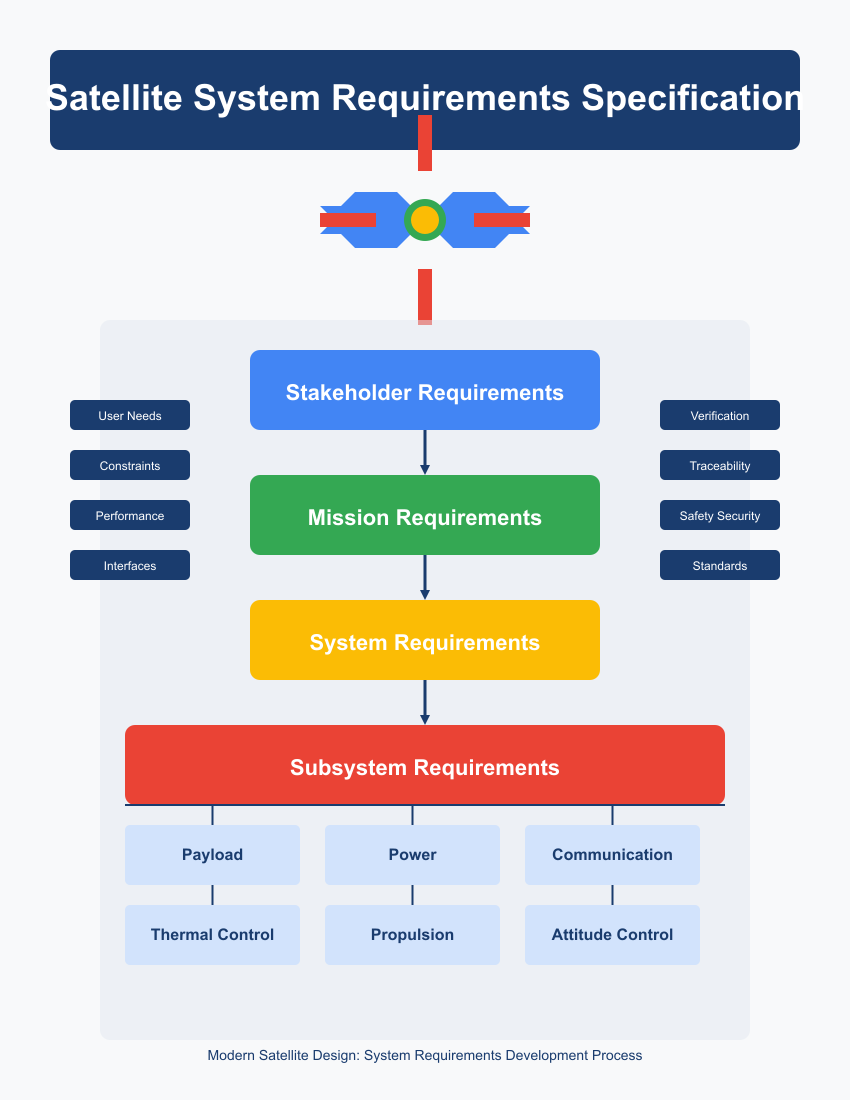 Satellite System Requirements Specification
Stakeholder Requirements
User Needs
Verification
Constraints
Traceability
Mission Requirements
Performance
Safety Security
Interfaces
Standards
System Requirements
Subsystem Requirements
Payload
Power
Communication
Thermal Control
Propulsion
Attitude Control
Modern Satellite Design: System Requirements Development Process